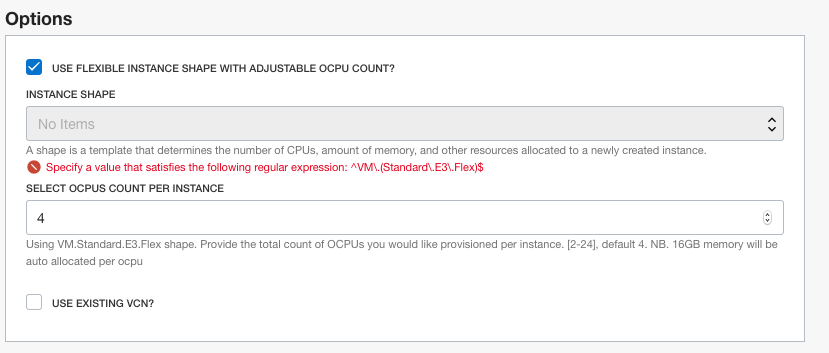 Options
USE FLEXIBLE INSTANCE SHAPE WITH ADJUSTABLE OCPU COUNT?
INSTANCE SHAPE
No Items
A shape is a template that determines the number of CPUs, amount of memory, and other resources allocated to a newly created instance.
Specify a value that satisfies the following regular expression: ^VM\.(Standard\.E3\.Flex)$
SELECT OCPUS COUNT PER INSTANCE
4
Using VM.Standard.E3.Flex shape. Provide the total count of OCPUs you would like provisioned per instance. [2-24], default 4. NB. 16GB memory will be
auto allocated per ocpu
USE EXISTING VCN?